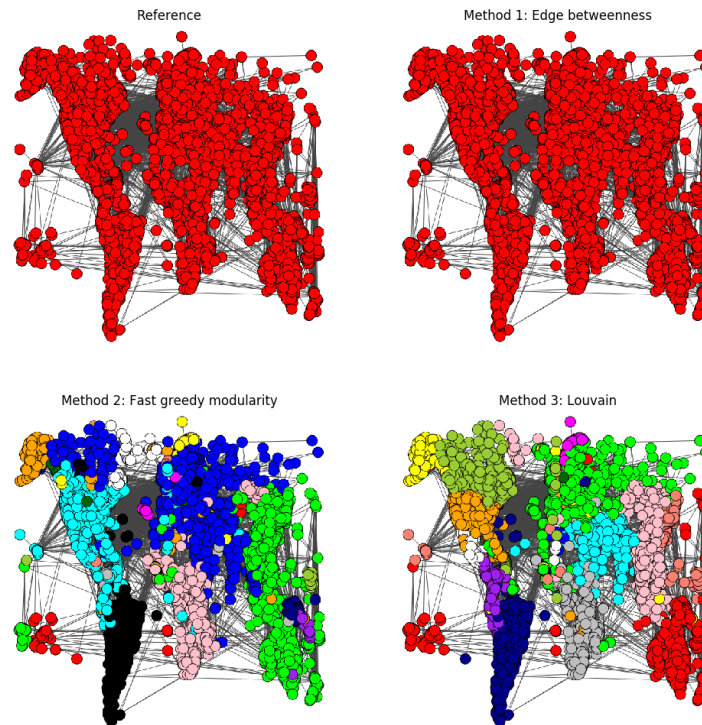 Reference
Method 1: Edge betweenness
Method 2: Fast greedy modularity
Method 3: Louvain